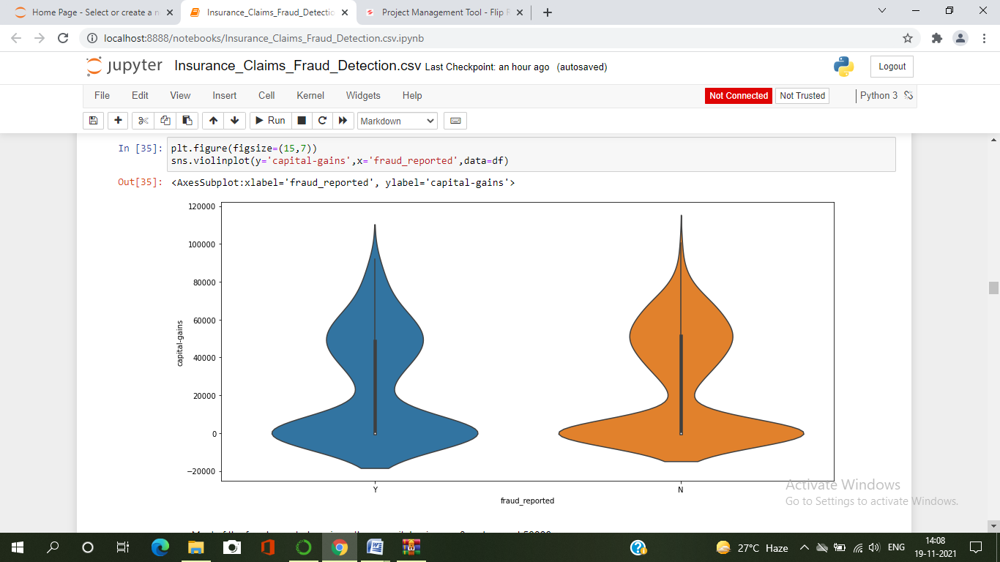 Home Page - Select or create a n
Insurance_Claims_Fraud_Detectio
Project Management Tool - Flip
localhost:8888/notebooks/Insurance_Claims_Fraud_Detection.csv.ipynb
jupyter Insurance_Claims_Fraud_Detection.csv Last Checkpoint: an hour ago (autosaved)
Logout
File Edit View Insert Cell Kernel Widgets Help
Not Connected Not Trusted Python 3
Run Markdown
In [35]: plt.figure(figsize=(15,7))
sns.violinplot(y='capital-gains',x='fraud_reported',data=df)
Out[35]: <AxesSubplot:xlabel='fraud_reported', ylabel='capital-gains'>
120000
100000
80000
60000
40000
20000
0
−20000
capital-gains
Y N
fraud_reported
Activate Windows
Go to Settings to activate Windows.
27°C Haze ENG
14:08
19-11-2021